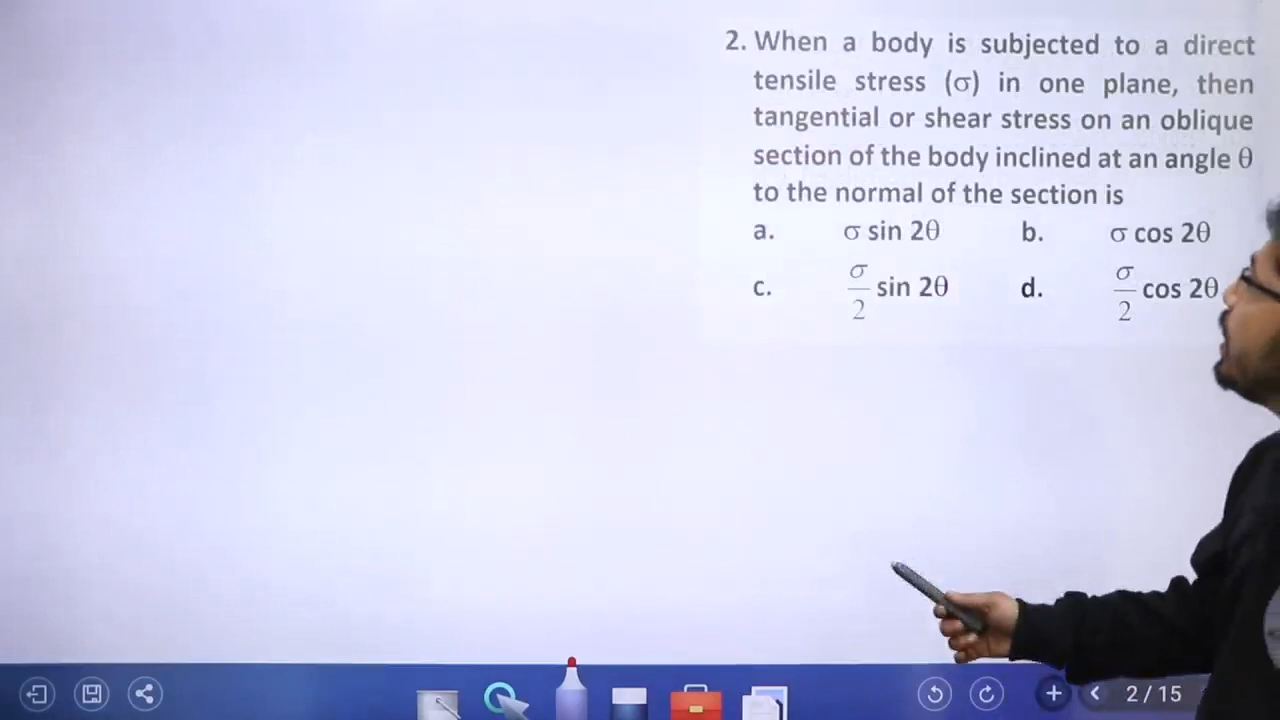 2. When a body is subjected to a direct
tensile stress (σ) in one plane, then
tangential or shear stress on an oblique
section of the body inclined at an angle θ
to the normal of the section is
a. σ sin 2θ b. σ cos 2θ
c. σ/2 sin 2θ d. σ/2 cos 2θ
2 / 15